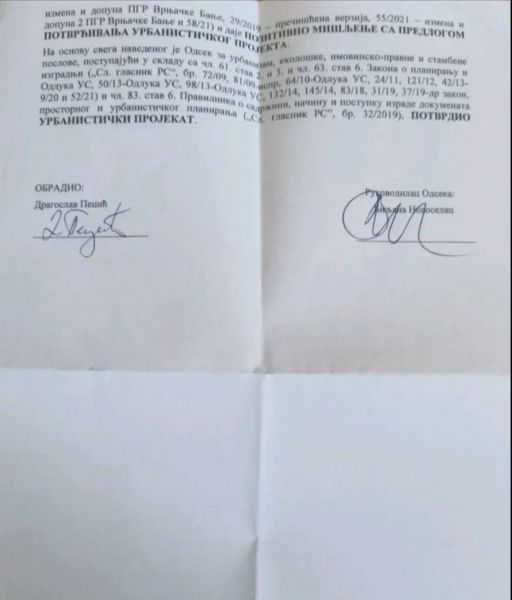 измена и допуна ПГР Врњачке Бање, 29/2019 – пречишћена верзија, 55/2021 - измена и
допуна 2 ПГР Врњачке Бање и 58/21) и даје ПОЗИТИВНО МИШЉЕЊЕ СА ПРЕДЛОГОМ
ПОТВРЂИВАЊА УРБАНИСТИЧКОГ ПРОЈЕКТА.
На основу свега наведеног је Одсек за урбанизам, еколошке, имовинско-правне и стамбене
послове, поступајући у складу са чл. 61. став 2. и 3. и чл. 63. став 6. Закона о планирању и
изградњи („Сл. гласник РС“, бр. 72/09, 81/09-испр, 64/10-Одлука УС, 24/11, 121/12, 42/13-
Одлука УС, 50/13-Одлука УС, 98/13-Одлука УС, 132/14, 145/14, 83/18, 31/19, 37/19-др закон,
9/20 и 52/21) и чл. 83. став 6. Правилника о садржини, начину и поступку израде докумената
просторног и урбанистичког планирања („Сл. гласник РС“, бр. 32/2019), ПОТВРДИО
УРБАНИСТИЧКИ ПРОЈЕКАТ.
ОБРАДИО:
Драгослав Пецић
Руководилац Одсека:
Новоселац